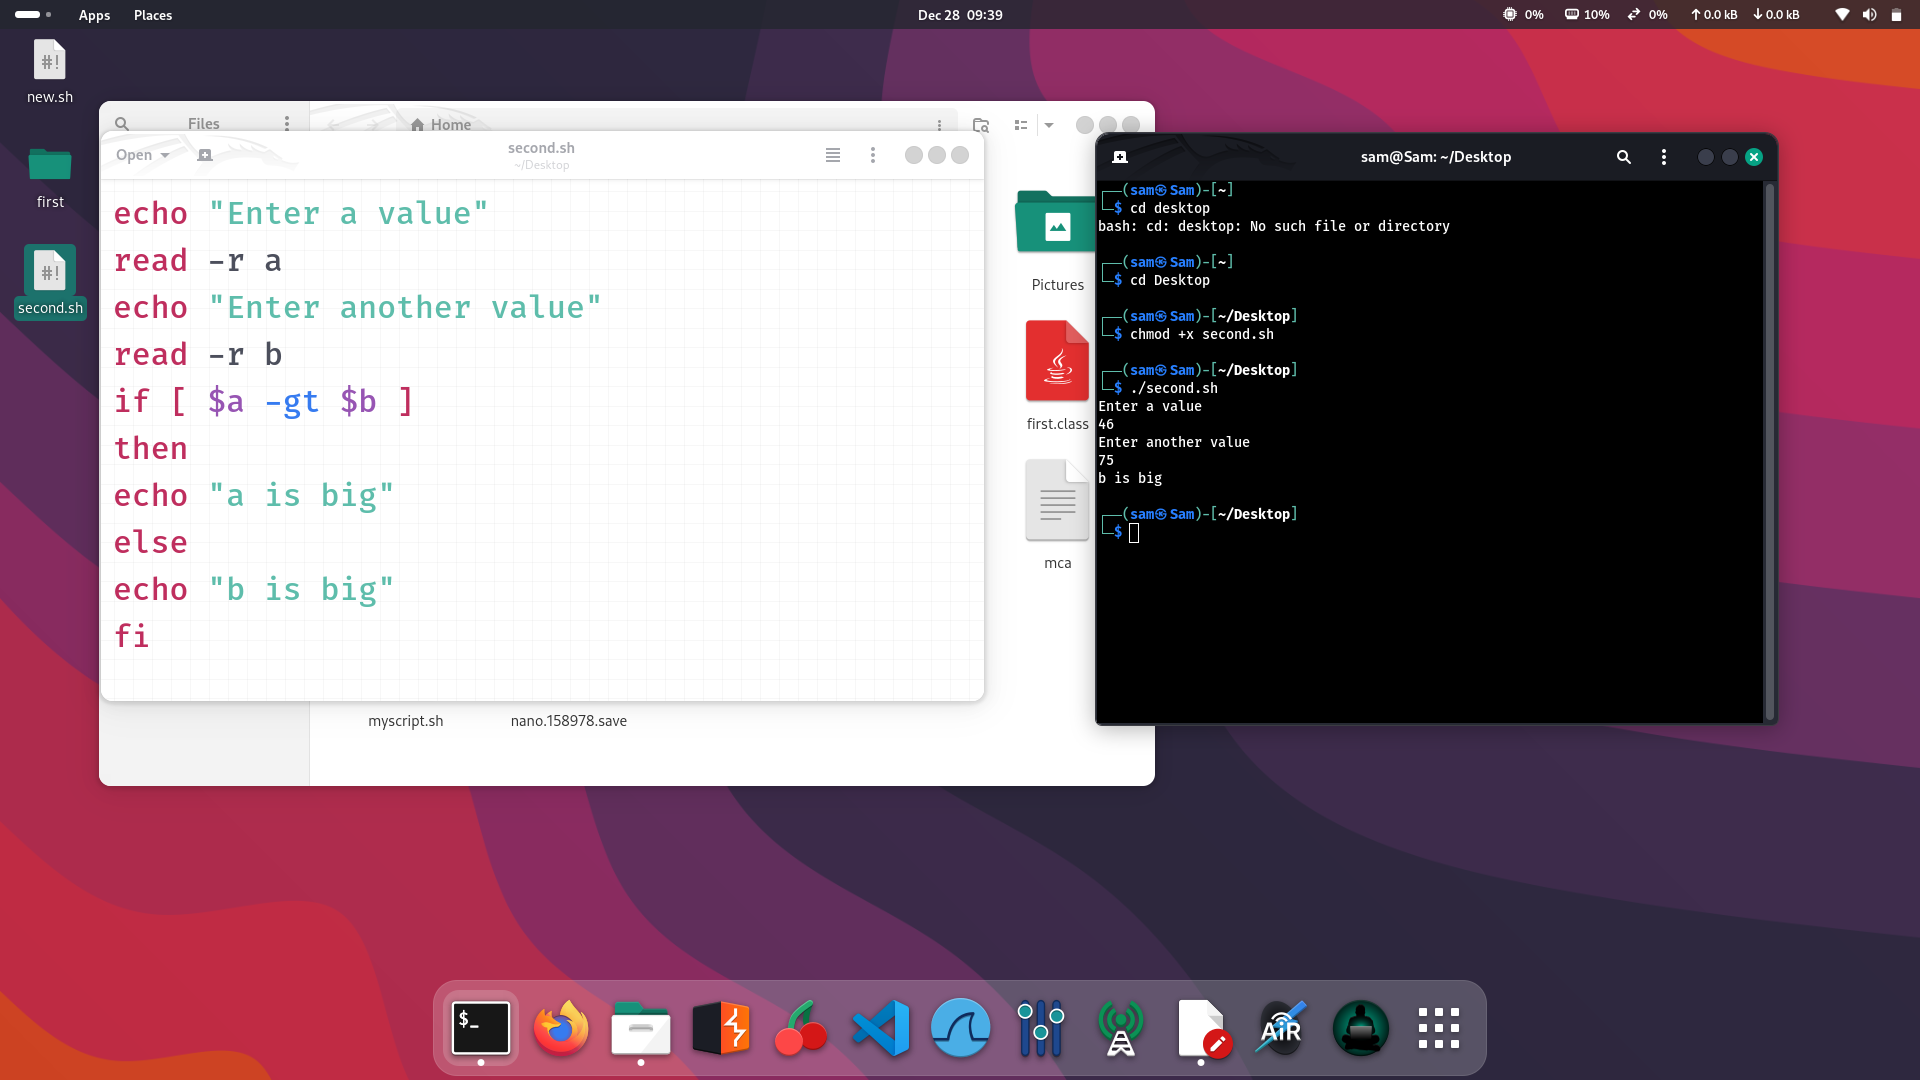 Apps Places
Dec 28 09:39
0% 10% 0% 0.0 kB 0.0 kB
new.sh
first
second.sh
Files
Home
Open
second.sh
~/Desktop
echo "Enter a value"
read -r a
echo "Enter another value"
read -r b
if [ $a -gt $b ]
then
echo "a is big"
else
echo "b is big"
fi
Pictures
first.class
mca
myscript.sh nano.158978.save
sam@Sam: ~/Desktop
┌──(sam㉿Sam)-[~]
└─$ cd desktop
bash: cd: desktop: No such file or directory
┌──(sam㉿Sam)-[~]
└─$ cd Desktop
┌──(sam㉿Sam)-[~/Desktop]
└─$ chmod +x second.sh
┌──(sam㉿Sam)-[~/Desktop]
└─$ ./second.sh
Enter a value
46
Enter another value
75
b is big
┌──(sam㉿Sam)-[~/Desktop]
└─$
$_
AiR